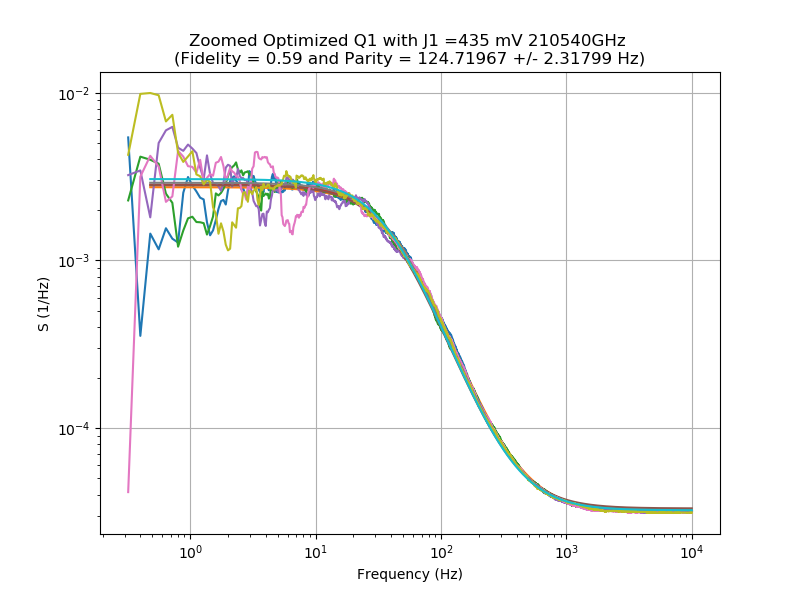 Zoomed Optimized Q1 with J1 =435 mV 210540GHz
(Fidelity = 0.59 and Parity = 124.71967 +/- 2.31799 Hz)
10⁻²
10⁻³
10⁻⁴
S (1/Hz)
10⁰ 10¹ 10² 10³ 10⁴
Frequency (Hz)